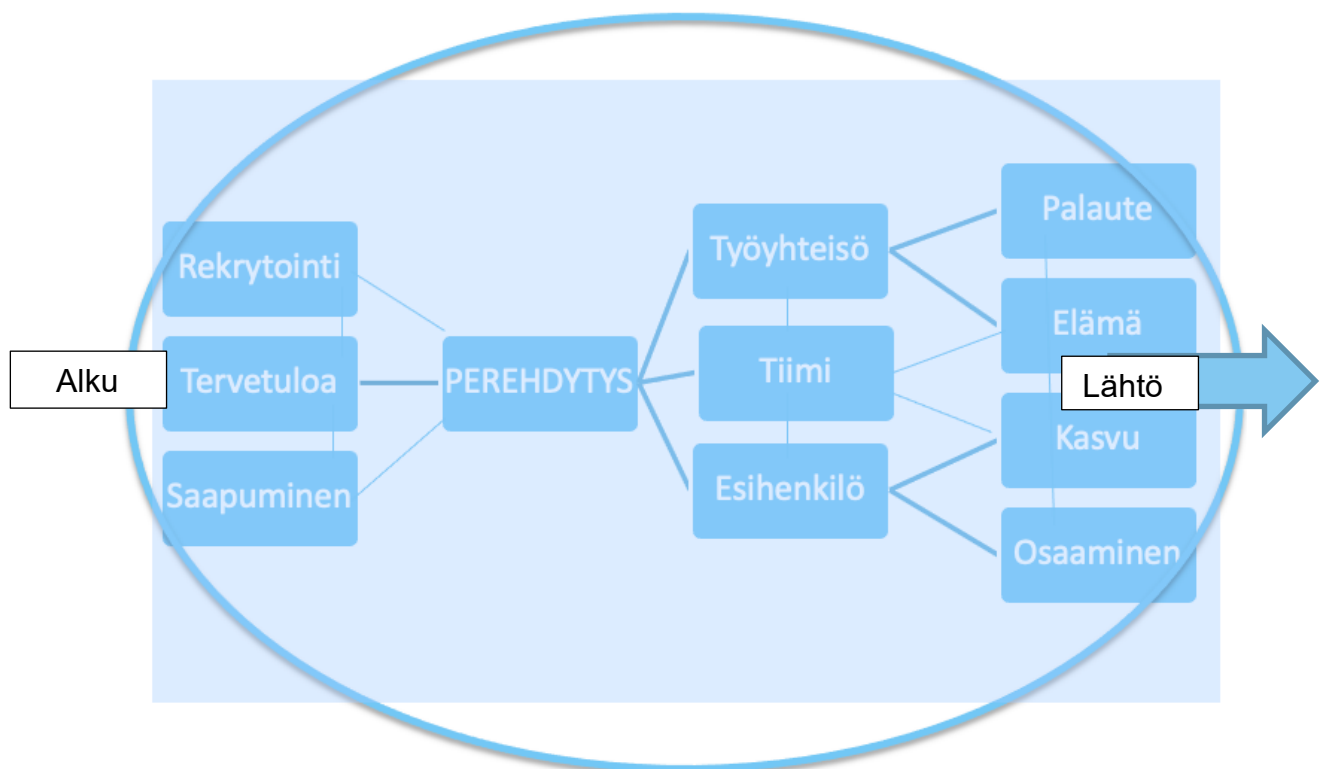 Alku
Rekrytointi
Tervetuloa
Saapuminen
PEREHDYTYS
Työyhteisö
Tiimi
Esihenkilö
Palaute
Elämä
Kasvu
Osaaminen
Lähtö